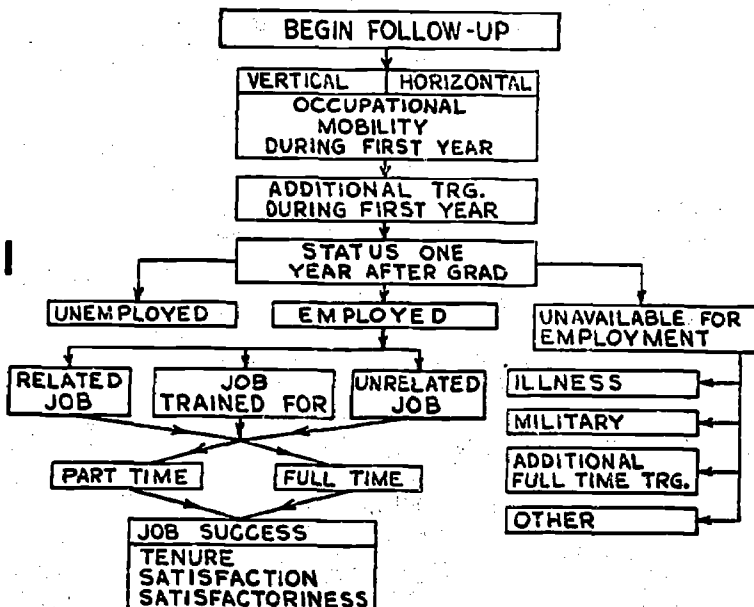 BEGIN FOLLOW-UP
VERTICAL HORIZONTAL
OCCUPATIONAL
MOBILITY
DURING FIRST YEAR
ADDITIONAL TRG.
DURING FIRST YEAR
STATUS ONE
YEAR AFTER GRAD
UNEMPLOYED
EMPLOYED
UNAVAILABLE FOR
EMPLOYMENT
RELATED
JOB
JOB
TRAINED FOR
UNRELATED
JOB
ILLNESS
MILITARY
ADDITIONAL
FULL TIME TRG.
OTHER
PART TIME
FULL TIME
JOB SUCCESS
TENURE
SATISFACTION
SATISFACTORINESS